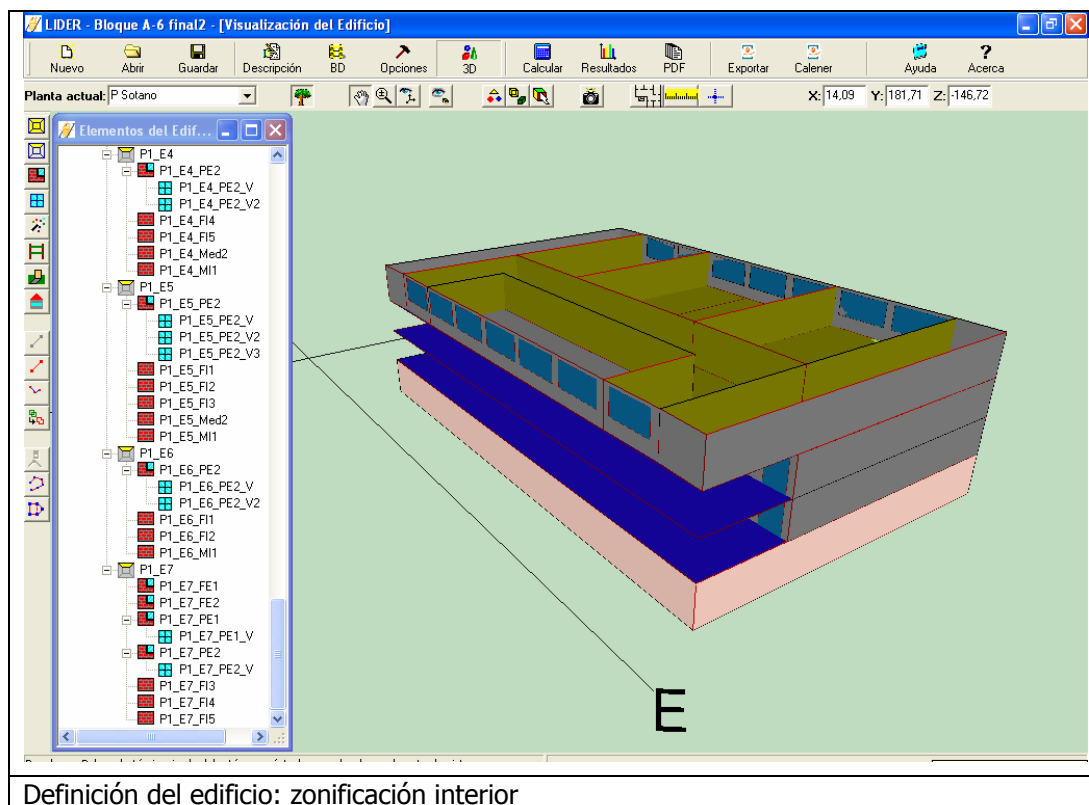 LIDER - Bloque A-6 final2 - [Visualización del Edificio]
Nuevo Abrir Guardar Descripción BD Opciones 3D Calcular Resultados PDF Exportar Calener Ayuda Acerca
Planta actual: P Sotano X: 14,09 Y: 181,71 Z: -146,72
Elementos del Edif...
P1_E4
P1_E4_PE2
P1_E4_PE2_V
P1_E4_PE2_V2
P1_E4_FI4
P1_E4_FI5
P1_E4_Med2
P1_E4_MI1
P1_E5
P1_E5_PE2
P1_E5_PE2_V
P1_E5_PE2_V2
P1_E5_PE2_V3
P1_E5_FI1
P1_E5_FI2
P1_E5_FI3
P1_E5_Med2
P1_E5_MI1
P1_E6
P1_E6_PE2
P1_E6_PE2_V
P1_E6_PE2_V2
P1_E6_FI1
P1_E6_FI2
P1_E6_MI1
P1_E7
P1_E7_FE1
P1_E7_FE2
P1_E7_PE1
P1_E7_PE1_V
P1_E7_PE2
P1_E7_PE2_V
P1_E7_FI3
P1_E7_FI4
P1_E7_FI5
E
Definición del edificio: zonificación interior